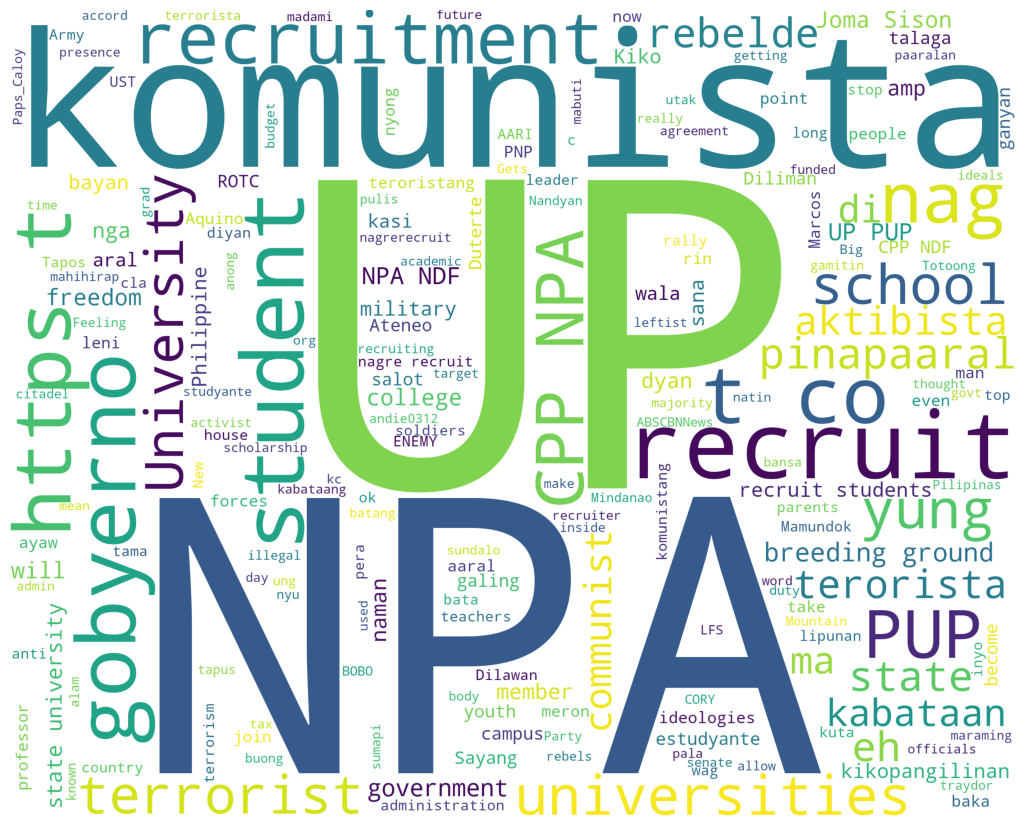 accord
terrorista
recruitment
madami
future
now
rebelde
Joma Sison
Army
presence
Kiko
getting
talaga
paaralan
Paps_Caloy
UST
komunista
budget
nyong
AARI
PNP
c
mabuti
utak
really
agreement
point
long
stop
amp
people
ganyan
bayan
University
ROTC
student
UP
teroristang
Gets
leader
Diliman
funded
ideals
time
grad
Aquino
diyan
pulis
kasi
Nandyan
Duterte
nagrerecruit
rally
rin
Marcos
di
nag
UP PUP
Big
CPP NDF
https t
nga
aral
Tapos
mahihirap
cla
Philippine
anong
academic
NPA NDF
CPP NPA
wala
sana
gamitin
Totoong
school
freedom
Feeling
leni
gobyerno
military
Ateneo
org
leftist
aktibista
recruiting
nagre recruit
target
salot
pinapaaral
citadel
studyante
college
dyan
majority
t co
natin
thought
govt
man
top
even
activist
house
scholarship
andie0312
soldiers
ENEMY
ABSCBNNews
recruit
New
mean
kc
kabataang
make
Mindanao
bansa
recruit students
Pilipinas
forces
ok
batang
NPA
recruiter
inside
komunistang
parents
Mamundok
yung
ayaw
tama
illegal
pera
sundalo
aaral
communist
breeding ground
will
admin
day
ung
nyu
used
naman
galing
bata
teachers
word
duty
terorista
take
Mountain
lipunan
become
PUP
LFS
anti
state university
alam
tapus
BOBO
Dilawan
member
body
meron
youth
CORY
ma
state
inyo
professor
tax
join
terrorism
buong
sumapi
campus
Party
Sayang
rebels
ideologies
estudyante
pala
senate
wag
allow
kabataan
kuta
maraming
eh
officials
country
known
terrorist
government
administration
universities
kikopangilinan
baka
traydor